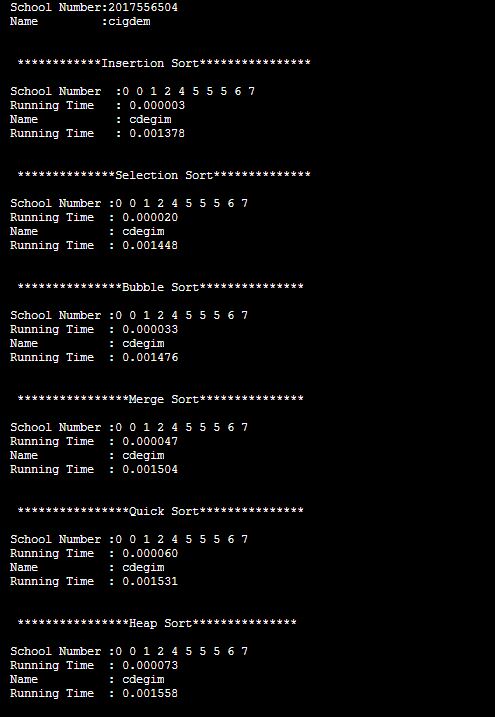 School Number:2017556504
Name          :cigdem
************Insertion Sort****************
School Number  :0 0 1 2 4 5 5 5 6 7
Running Time   : 0.000003
Name           : cdegim
Running Time   : 0.001378
**************Selection Sort**************
School Number :0 0 1 2 4 5 5 5 6 7
Running Time  : 0.000020
Name          : cdegim
Running Time  : 0.001448
***************Bubble Sort***************
School Number :0 0 1 2 4 5 5 5 6 7
Running Time  : 0.000033
Name          : cdegim
Running Time  : 0.001476
****************Merge Sort***************
School Number :0 0 1 2 4 5 5 5 6 7
Running Time  : 0.000047
Name          : cdegim
Running Time  : 0.001504
****************Quick Sort***************
School Number :0 0 1 2 4 5 5 5 6 7
Running Time  : 0.000060
Name          : cdegim
Running Time  : 0.001531
****************Heap Sort***************
School Number :0 0 1 2 4 5 5 5 6 7
Running Time  : 0.000073
Name          : cdegim
Running Time  : 0.001558